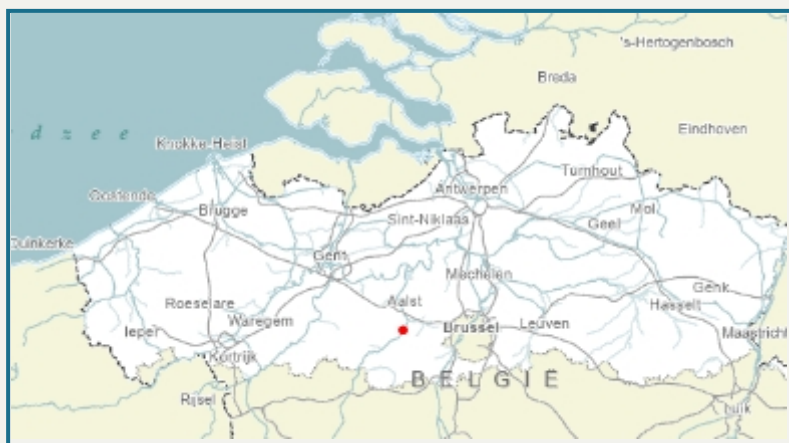 's-Hertogenbosch
Breda
d z e e
Eindhoven
Knokke-Heist
Turnhout
Antwerpen
Oostende
Mol
Brugge
Sint-Niklaas
Geel
Duinkerke
Gent
Mechelen
Genk
Roeselare
Aalst
Hasselt
Waregem
Brussel
Leuven
Ieper
Maastricht
Kortrijk
BELGIË
Rijsel
Luik